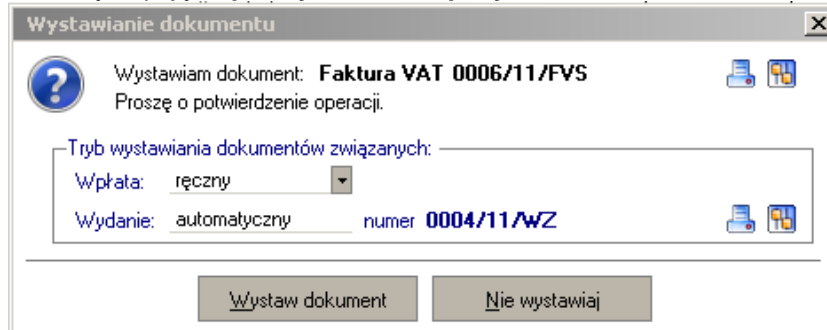 Wystawianie dokumentu
Wystawiam dokument: Faktura VAT 0006/11/FVS
Proszę o potwierdzenie operacji.
Tryb wystawiania dokumentów związanych:
Wpłata: ręczny
Wydanie: automatyczny numer 0004/11/WZ
Wystaw dokument Nie wystawiaj